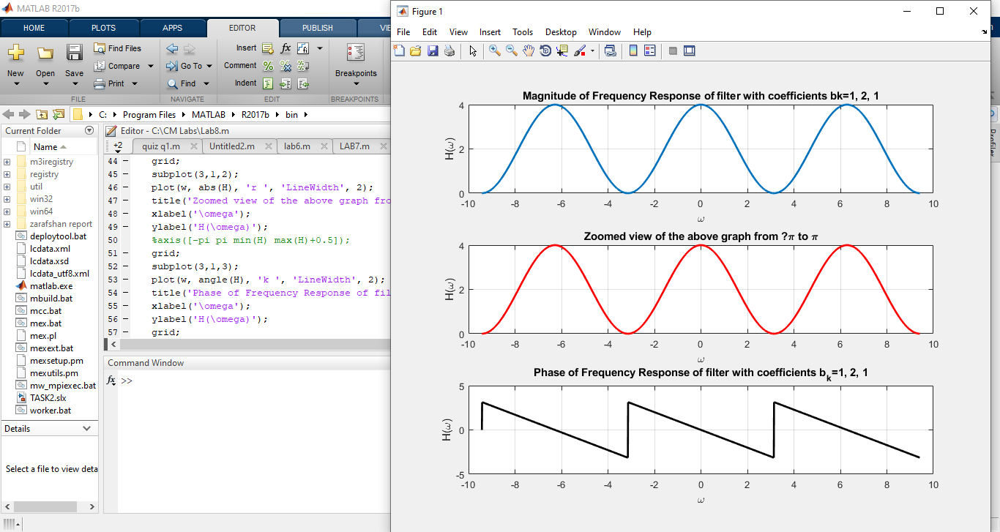 MATLAB R2017b
HOME PLOTS APPS EDITOR PUBLISH VIE
New Open Save Find Files Compare Print
FILE
Go To Find
NAVIGATE
Insert fx
Comment % %
Indent
EDIT
Breakpoints
BREAKPOINTS
C: Program Files MATLAB R2017b bin
Current Folder
Name
m3iregistry
registry
util
win32
win64
zarafshan report
deploytool.bat
lcdata.xml
lcdata.xsd
lcdata_utf8.xml
matlab.exe
mbuild.bat
mcc.bat
mex.bat
mex.pl
mexext.bat
mexsetup.pm
mexutils.pm
mw_mpiexec.bat
TASK2.slx
worker.bat
Details
Select a file to view deta
Editor - C:\CM Labs\Lab8.m
+2 quiz q1.m Untitled2.m lab6.m LAB7.m
44 – grid;
45 – subplot(3,1,2);
46 – plot(w, abs(H), 'r ', 'LineWidth', 2);
47 – title('Zoomed view of the above graph fro
48 – xlabel('\omega');
49 – ylabel('H(\omega)');
50 %axis([-pi pi min(H) max(H)+0.5]);
51 – grid;
52 – subplot(3,1,3);
53 – plot(w, angle(H), 'k ', 'LineWidth', 2);
54 – title('Phase of Frequency Response of fil
55 – xlabel('\omega');
56 – ylabel('H(\omega)');
57 – grid;
Command Window
fx >>
Figure 1
File Edit View Insert Tools Desktop Window Help
Magnitude of Frequency Response of filter with coefficients bk=1, 2, 1
4
2
0
H(ω)
-10 -8 -6 -4 -2 0 2 4 6 8 10
ω
Zoomed view of the above graph from ?π to π
4
2
0
H(ω)
-10 -8 -6 -4 -2 0 2 4 6 8 10
ω
Phase of Frequency Response of filter with coefficients bk=1, 2, 1
5
0
-5
H(ω)
-10 -8 -6 -4 -2 0 2 4 6 8 10
ω